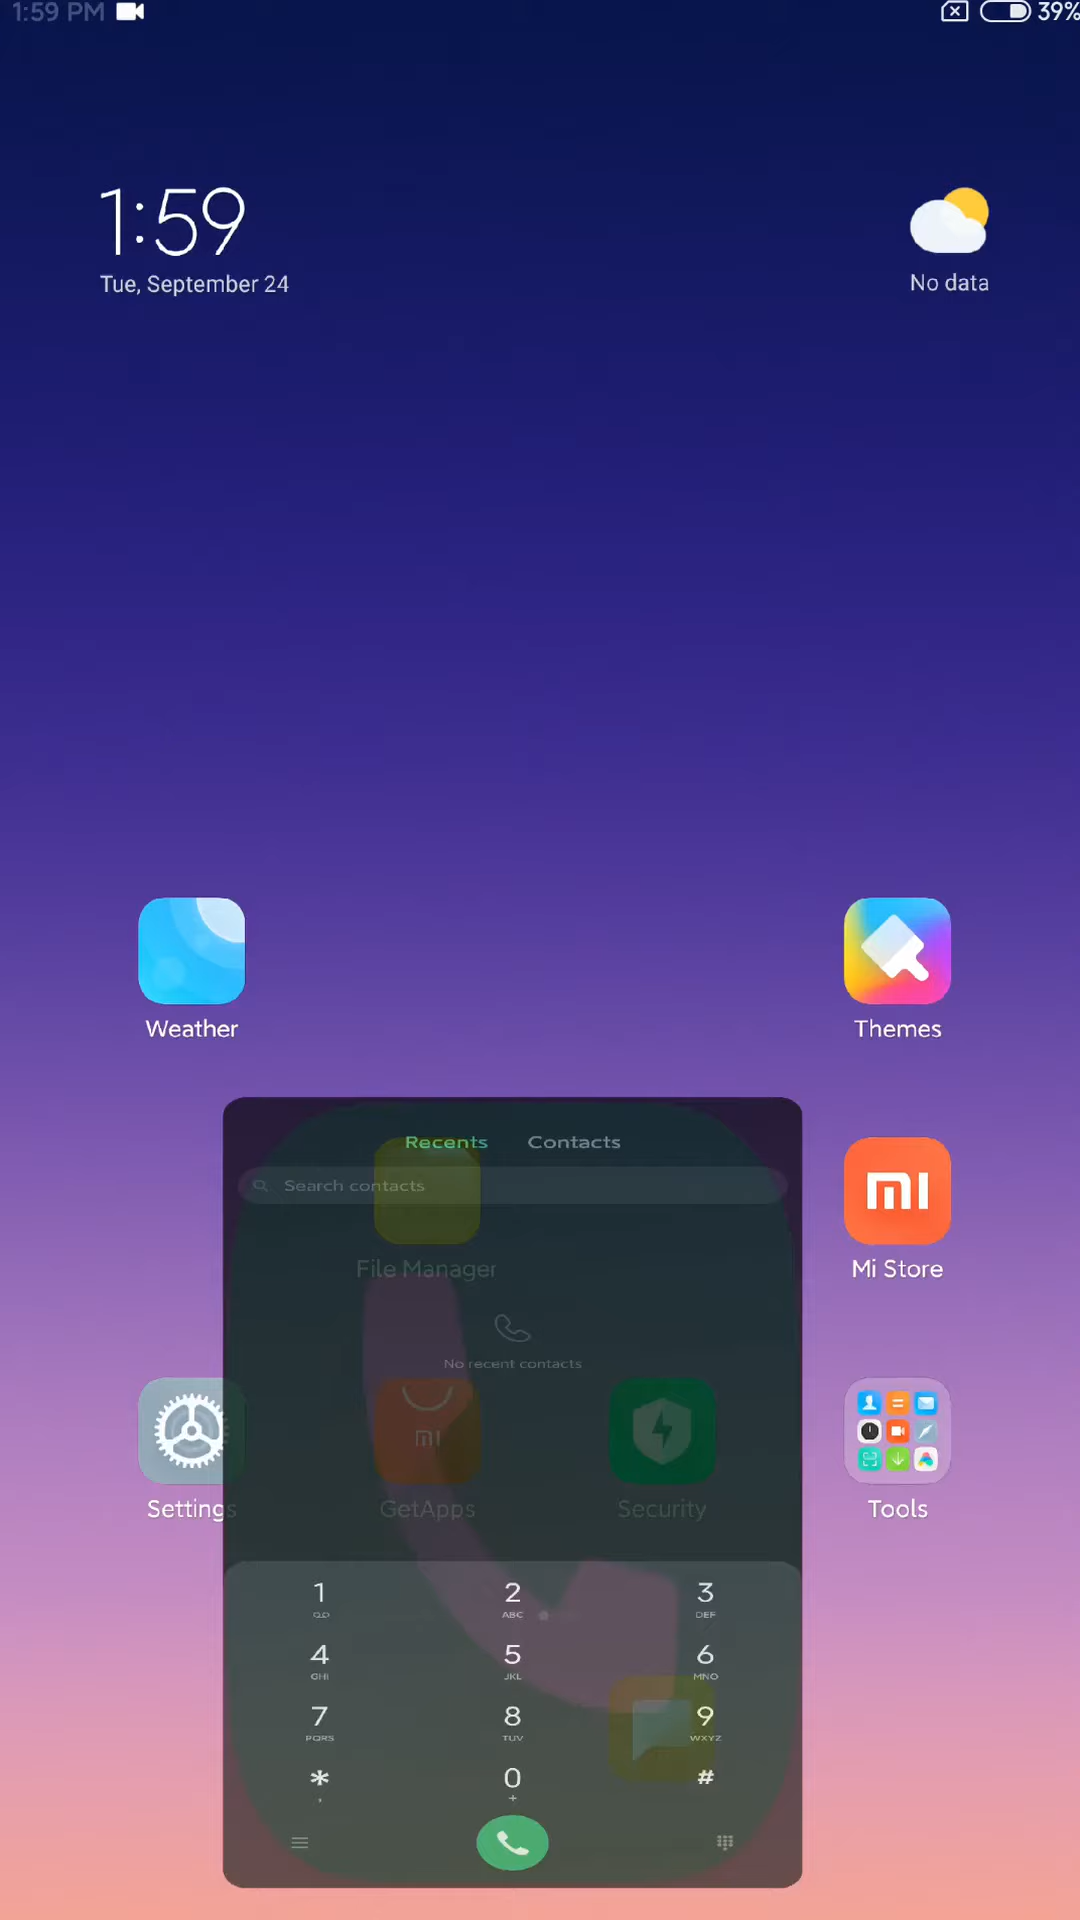 1:59 PM 39%
1:59
Tue, September 24
No data
Weather
Themes
Recents Contacts
Search contacts
File Manager
mi
Mi Store
No recent contacts
mi
Settings
GetApps
Security
Tools
1 2 3
ABC DEF
4 5 6
GHI JKL MNO
7 8 9
PQRS TUV WXYZ
* 0 #
, +